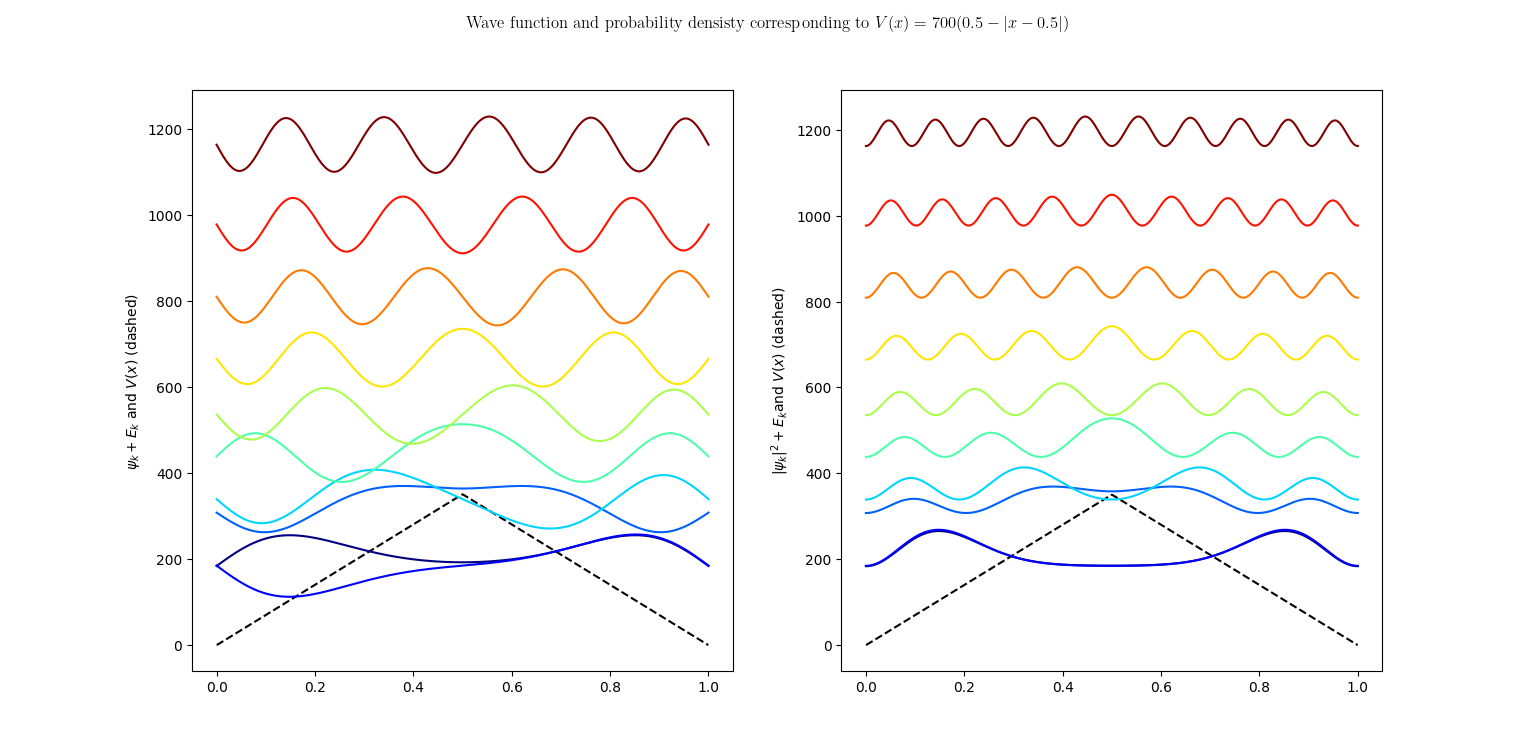 Wave function and probability densisty corresponding to V(x) = 700(0.5 − |x − 0.5|)
ψk + Ek and V(x) (dashed)
1200
1000
800
600
400
200
0
0.0 0.2 0.4 0.6 0.8 1.0
|ψk|² + Ekand V(x) (dashed)
1200
1000
800
600
400
200
0
0.0 0.2 0.4 0.6 0.8 1.0